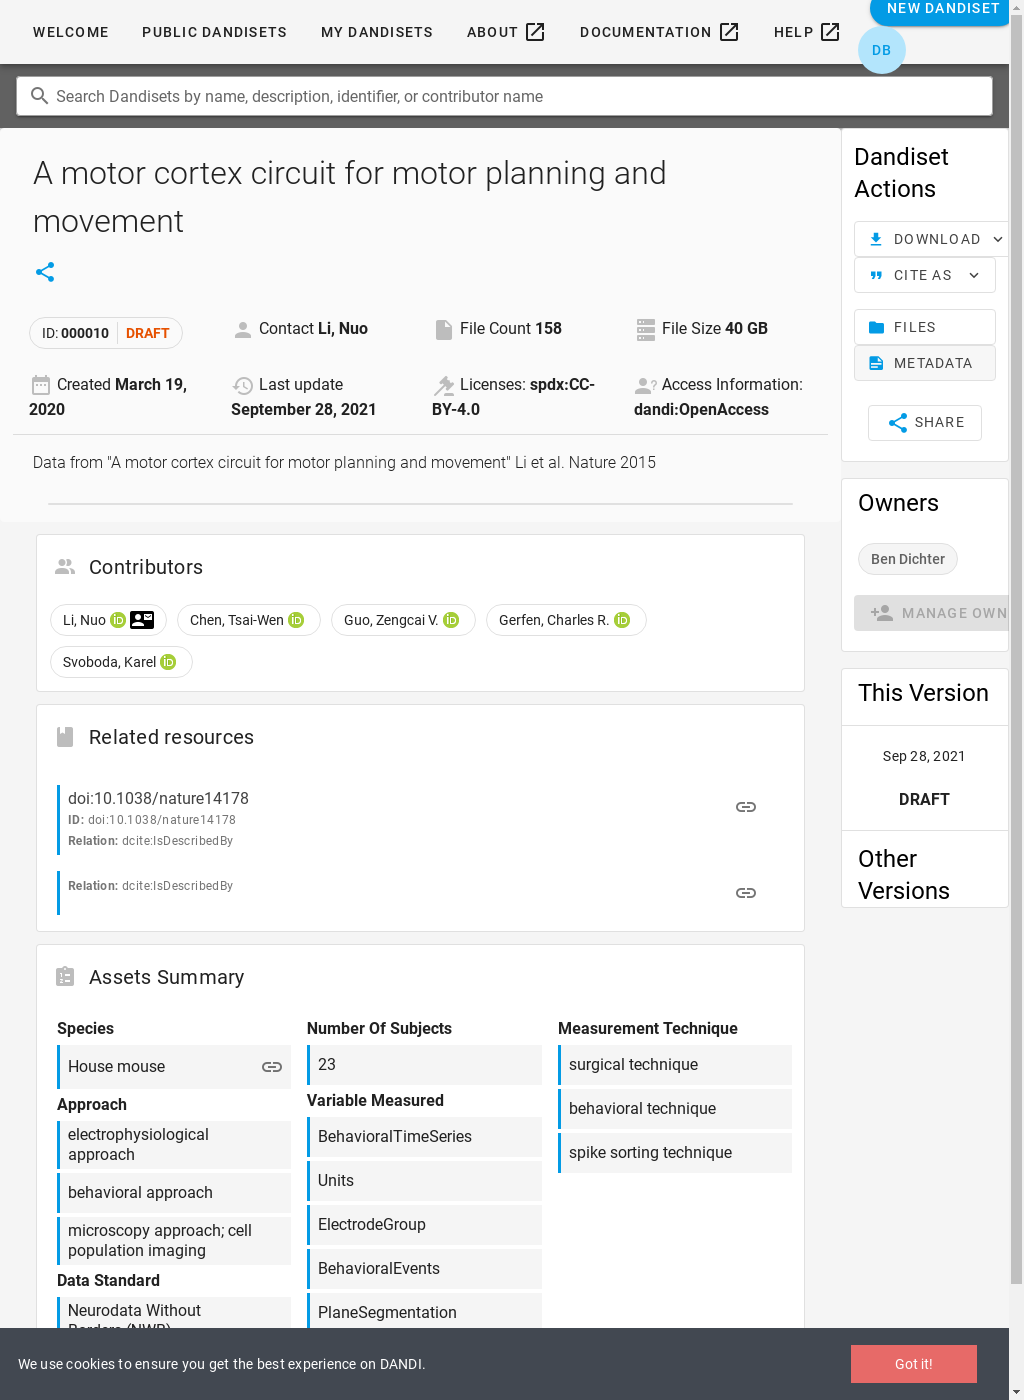 WELCOME PUBLIC DANDISETS MY DANDISETS ABOUT DOCUMENTATION HELP NEW DANDISET
DB
Search Dandisets by name, description, identifier, or contributor name
A motor cortex circuit for motor planning and
movement
ID: 000010 DRAFT
Contact Li, Nuo
File Count 158
File Size 40 GB
Created March 19,
2020
Last update
September 28, 2021
Licenses: spdx:CC-
BY-4.0
Access Information:
dandi:OpenAccess
Data from "A motor cortex circuit for motor planning and movement" Li et al. Nature 2015
Contributors
Li, Nuo
Chen, Tsai-Wen
Guo, Zengcai V.
Gerfen, Charles R.
Svoboda, Karel
Related resources
doi:10.1038/nature14178
ID: doi:10.1038/nature14178
Relation: dcite:IsDescribedBy
Relation: dcite:IsDescribedBy
Assets Summary
Species
House mouse
Approach
electrophysiological
approach
behavioral approach
microscopy approach; cell
population imaging
Data Standard
Neurodata Without
Borders (NWB)
Number Of Subjects
23
Variable Measured
BehavioralTimeSeries
Units
ElectrodeGroup
BehavioralEvents
PlaneSegmentation
Measurement Technique
surgical technique
behavioral technique
spike sorting technique
Dandiset
Actions
DOWNLOAD
CITE AS
FILES
METADATA
SHARE
Owners
Ben Dichter
MANAGE OWN
This Version
Sep 28, 2021
DRAFT
Other
Versions
We use cookies to ensure you get the best experience on DANDI.
Got it!